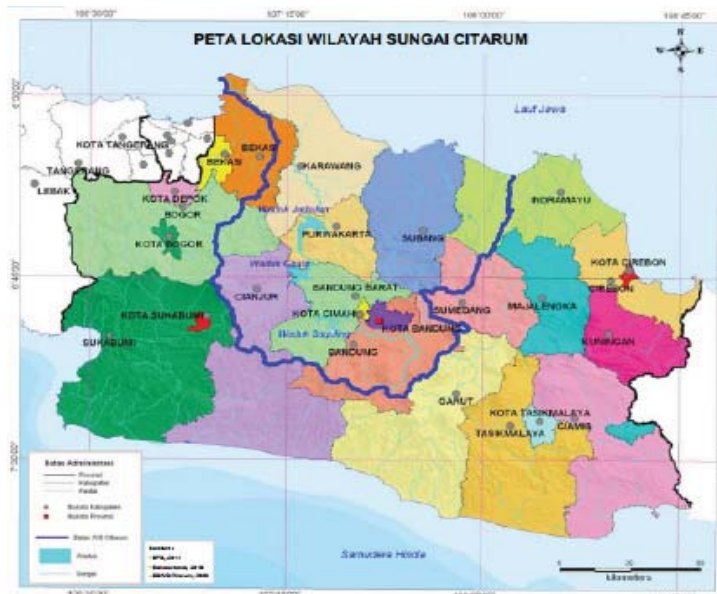 107°15'00"
PETA LOKASI WILAYAH SUNGAI CITARUM
N
W
E
S
Laut Jawa
KOTA TANGERANG
TANGERANG
LEBAK
BEKASI
BEKASI
KARAWANG
KOTA DEPOK
BOGOR
KOTA BOGOR
Waduk Jatiluhur
PURWAKARTA
SUBANG
INDRAMAYU
KOTA CIREBON
CIREBON
Waduk Cirata
CIANJUR
BANDUNG BARAT
KOTA CIMAHI
KOTA BANDUNG
SUMEDANG
MAJALENGKA
KUNINGAN
KOTA SUKABUMI
SUKABUMI
Waduk Saguling
BANDUNG
GARUT
KOTA TASIKMALAYA
TASIKMALAYA
CIAMIS
Batas Administrasi
Provinsi
Kabupaten
Waduk
Sungai
Samudera Hindia
kilometers